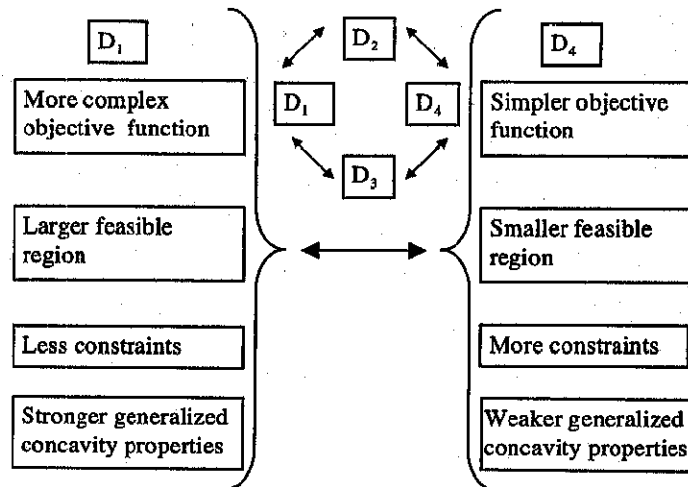 D₁
More complex
objective function
Larger feasible
region
Less constraints
Stronger generalized
concavity properties
D₂
D₁
D₄
D₃
D₄
Simpler objective
function
Smaller feasible
region
More constraints
Weaker generalized
concavity properties